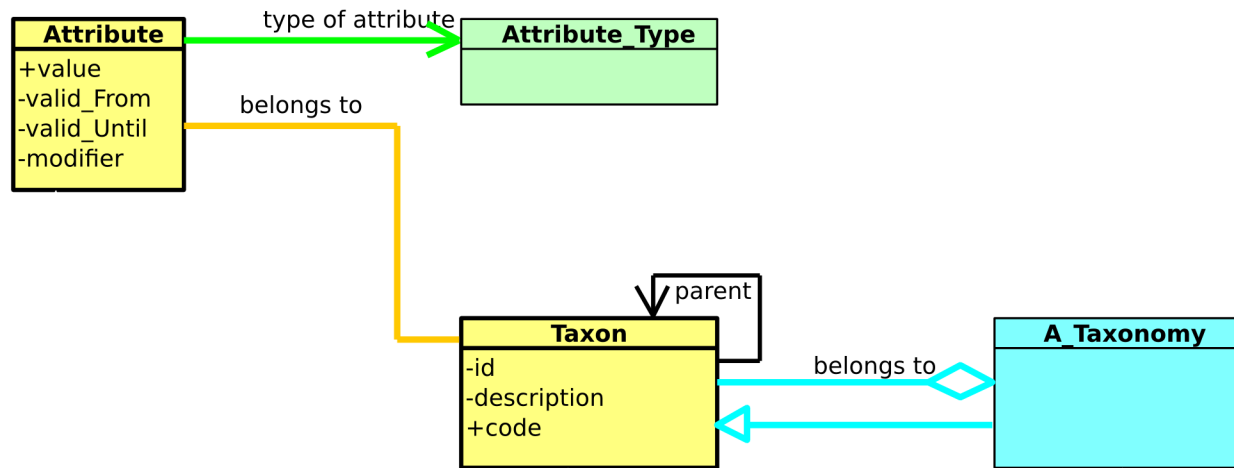 type of attribute
Attribute
Attribute_Type
+value
-valid_From
belongs to
-valid_Until
-modifier
parent
Taxon
A_Taxonomy
-id
belongs to
-description
+code